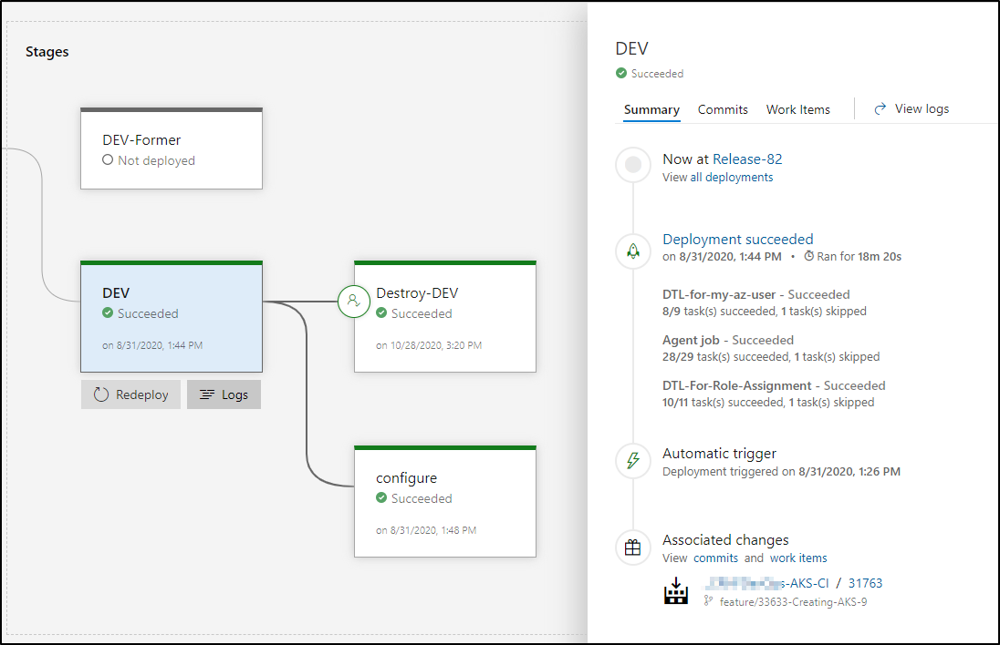 Stages
DEV-Former
Not deployed
DEV
Succeeded
on 8/31/2020, 1:44 PM
Redeploy
Logs
Destroy-DEV
Succeeded
on 10/28/2020, 3:20 PM
configure
Succeeded
on 8/31/2020, 1:48 PM
DEV
Succeeded
Summary Commits Work Items View logs
Now at Release-82
View all deployments
Deployment succeeded
on 8/31/2020, 1:44 PM • Ran for 18m 20s
DTL-for-my-az-user - Succeeded
8/9 task(s) succeeded, 1 task(s) skipped
Agent job - Succeeded
28/29 task(s) succeeded, 1 task(s) skipped
DTL-For-Role-Assignment - Succeeded
10/11 task(s) succeeded, 1 task(s) skipped
Automatic trigger
Deployment triggered on 8/31/2020, 1:26 PM
Associated changes
View commits and work items
-AKS-CI / 31763
feature/33633-Creating-AKS-9